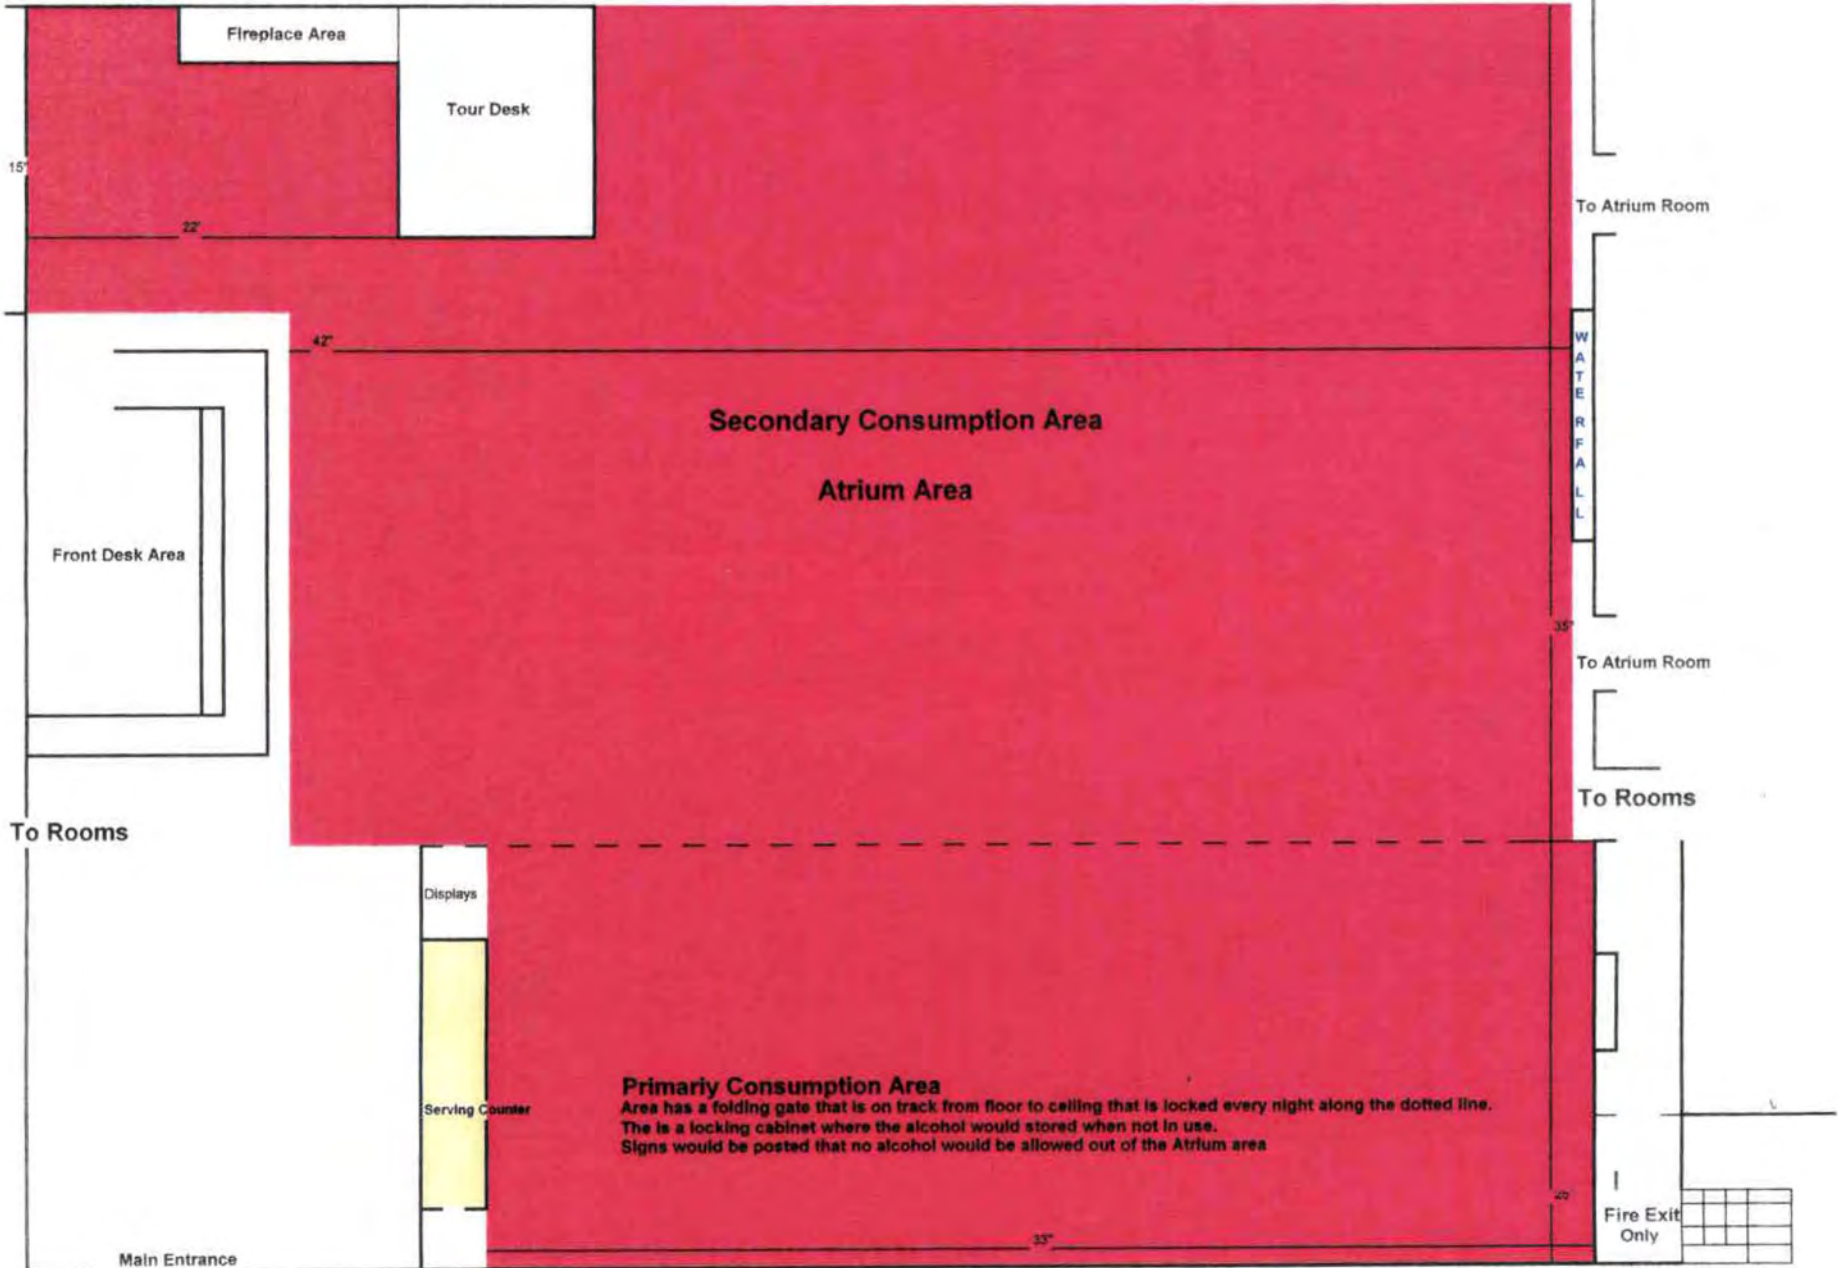 Fireplace Area
Tour Desk
15'
To Atrium Room
22'
42"
WATERFALL
Secondary Consumption Area
Atrium Area
Front Desk Area
35"
To Atrium Room
To Rooms
To Rooms
Displays
Primariy Consumption Area
Serving Counter
Area has a folding gate that is on track from floor to ceiling that is locked every night along the dotted line.
The is a locking cabinet where the alcohol would stored when not in use.
Signs would be posted that no alcohol would be allowed out of the Atrium area
Fire Exit
Only
33"
Main Entrance